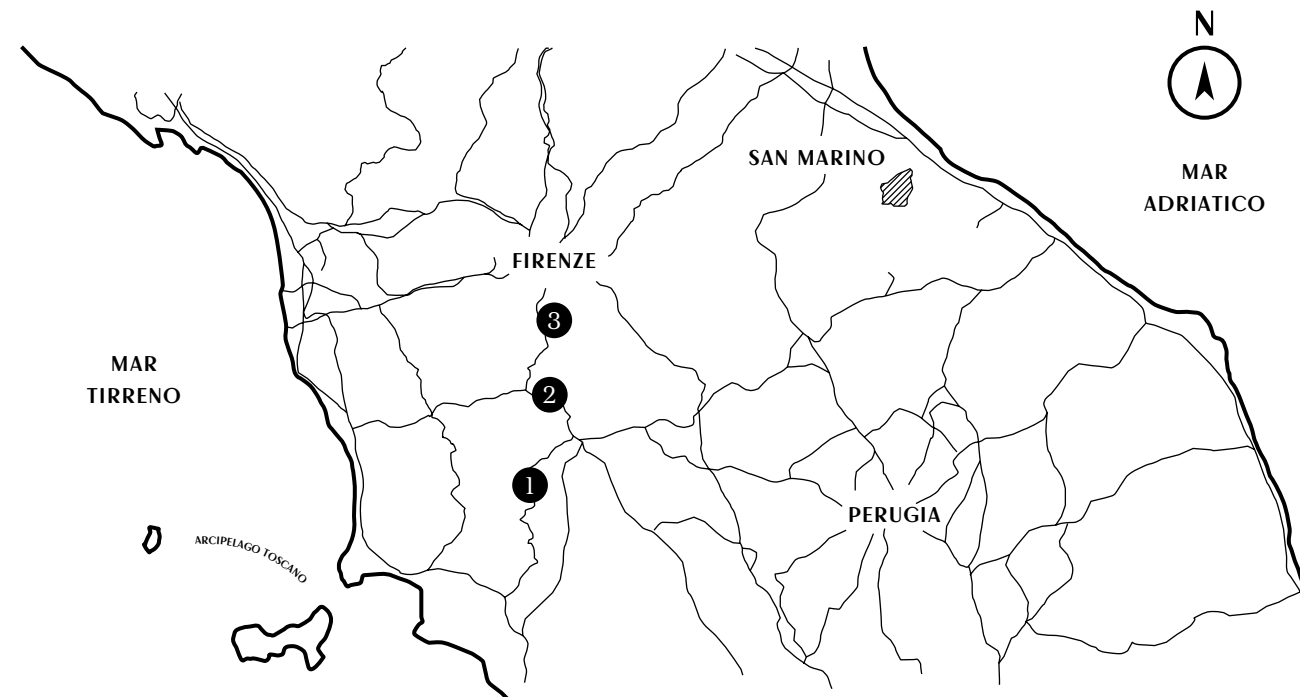 N
SAN MARINO
MAR
ADRIATICO
FIRENZE
3
MAR
TIRRENO
2
1
PERUGIA
ARCIPELAGO TOSCANO